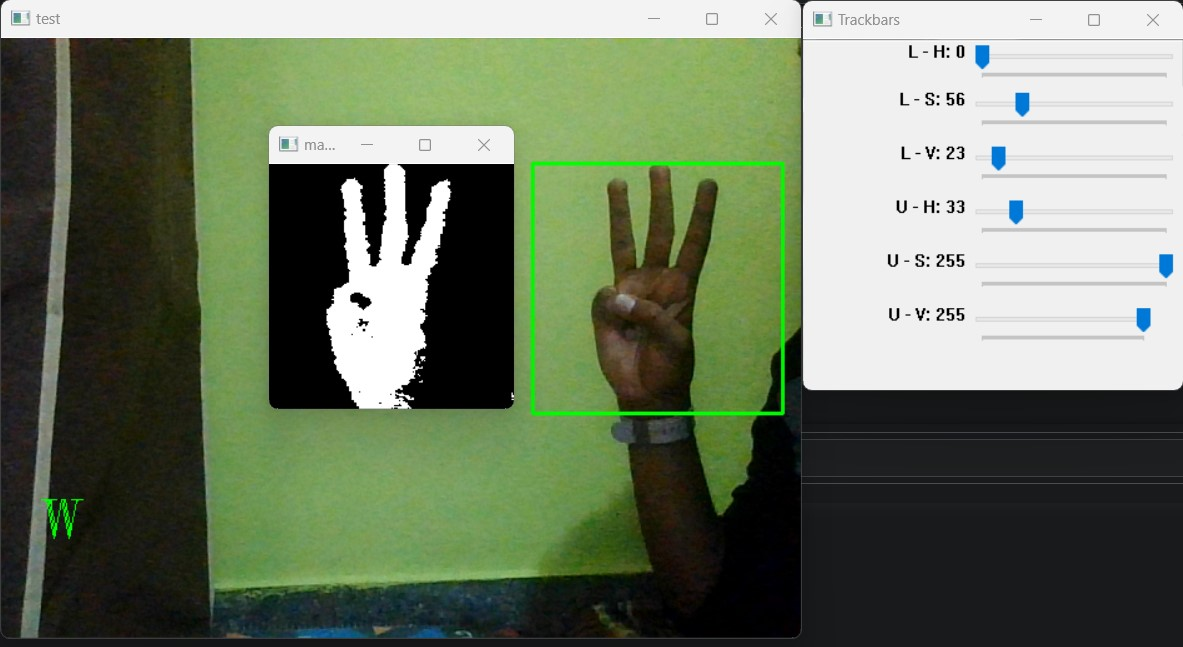 test
Trackbars
L - H: 0
L - S: 56
ma...
L - V: 23
U - H: 33
U - S: 255
U - V: 255
W